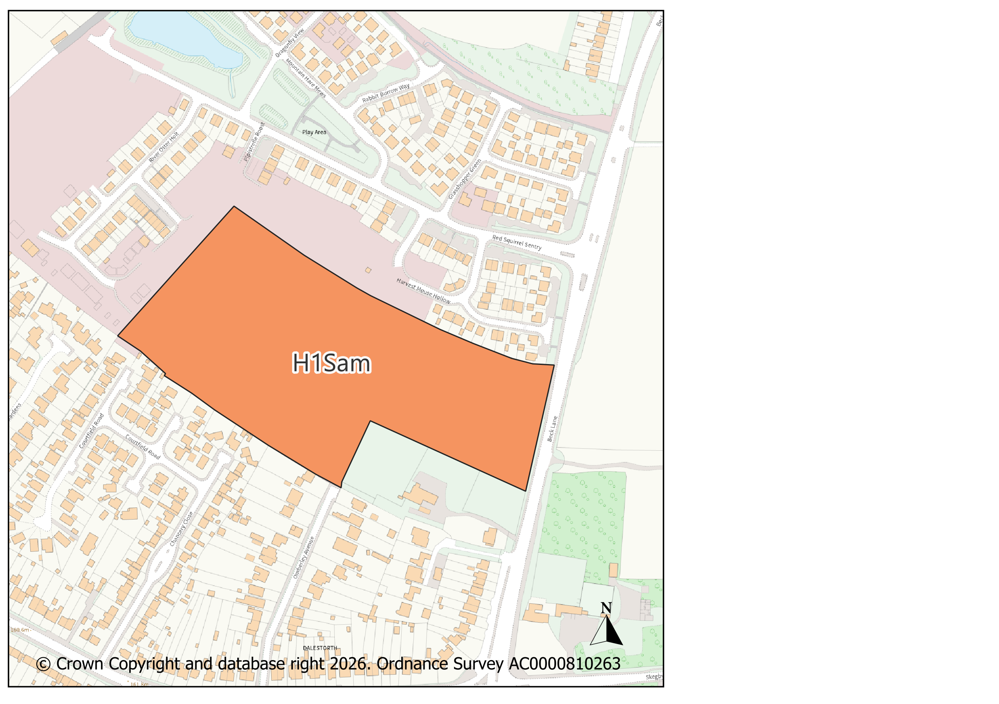 Dragonfly View
Mountain Hare Mews
Rabbit Burrow Way
Play Area
Pipistrelle Roost
River Otter Holt
Grasshopper Green
Red Squirrel Sentry
Harvest Mouse Hollow
H1Sam
Beck Lane
Courtfield Road
Courtfield Road
Chancery Close
Omberley Avenue
N
160.6m
DALESTORTH
© Crown Copyright and database right 2026. Ordnance Survey AC0000810263
Skegby
161.8m